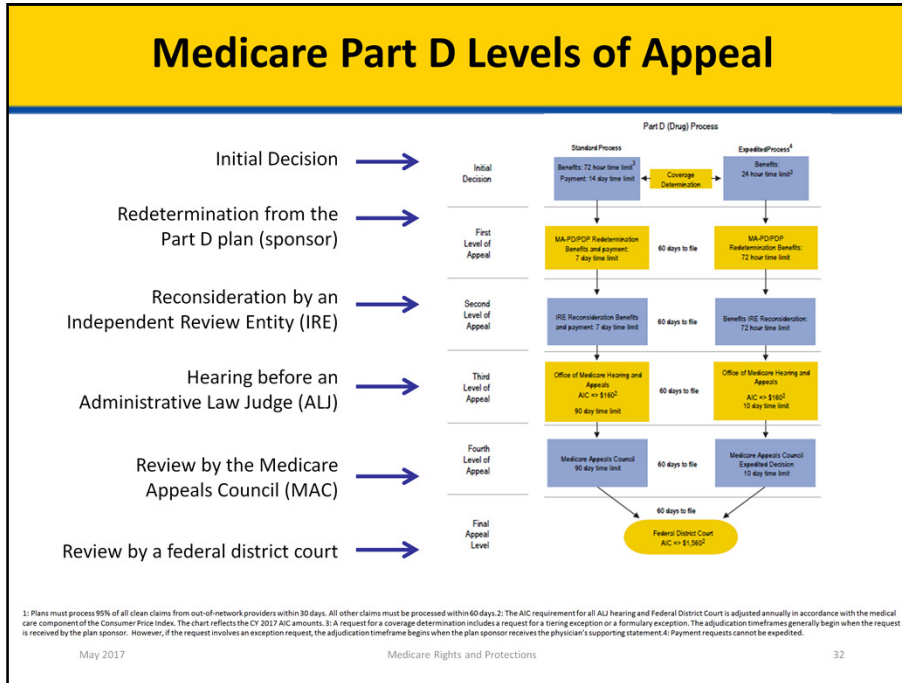 Medicare Part D Levels of Appeal
Initial Decision
Redetermination from the
Part D plan (sponsor)
Reconsideration by an
Independent Review Entity (IRE)
Hearing before an
Administrative Law Judge (ALJ)
Review by the Medicare
Appeals Council (MAC)
Review by a federal district court
Part D (Drug) Process
Standard Process
ExpeditedProcess4
Initial
Decision
Benefits: 72 hour time limit3
Payment: 14 day time limit
Coverage
Determination
Benefits:
24 hour time limit3
First
Level of
Appeal
MA-PD/PDP Redetermination
Benefits and payment:
7 day time limit
60 days to file
MA-PD/PDP
Redetermination Benefits:
72 hour time limit
Second
Level of
Appeal
IRE Reconsideration Benefits
and payment: 7 day time limit
60 days to file
Benefits IRE Reconsideration:
72 hour time limit
Third
Level of
Appeal
Office of Medicare Hearing and
Appeals
AIC => $160²
90 day time limit
60 days to file
Office of Medicare Hearing and
Appeals
AIC => $160²
10 day time limit
Fourth
Level of
Appeal
Medicare Appeals Council
90 day time limit
60 days to file
Medicare Appeals Council
Expedited Decision
10 day time limit
Final
Appeal
Level
60 days to file
Federal District Court
AIC => $1,560²
1: Plans must process 95% of all clean claims from out-of-network providers within 30 days. All other claims must be processed within 60 days. 2: The AIC requirement for all ALJ hearing and Federal District Court is adjusted annually in accordance with the medical
care component of the Consumer Price Index. The chart reflects the CY 2017 AIC amounts. 3: A request for a coverage determination includes a request for a tiering exception or a formulary exception. The adjudication timeframes generally begin when the request
is received by the plan sponsor. However, if the request involves an exception request, the adjudication timeframe begins when the plan sponsor receives the physician's supporting statement.4: Payment requests cannot be expedited.
May 2017
Medicare Rights and Protections
32